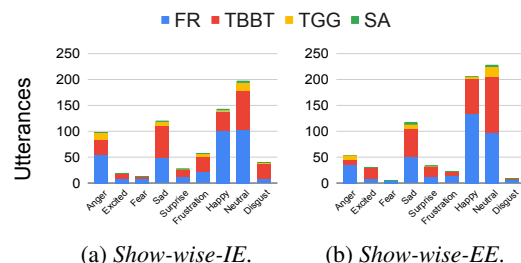 FR TBBT TGG SA
Utterances
250
200
150
100
50
0
Anger
Excited
Fear
Sad
Surprise
Frustration
Happy
Neutral
Disgust
250
200
150
100
50
0
Anger
Excited
Fear
Sad
Surprise
Frustration
Happy
Neutral
Disgust
(a) Show-wise-IE.
(b) Show-wise-EE.